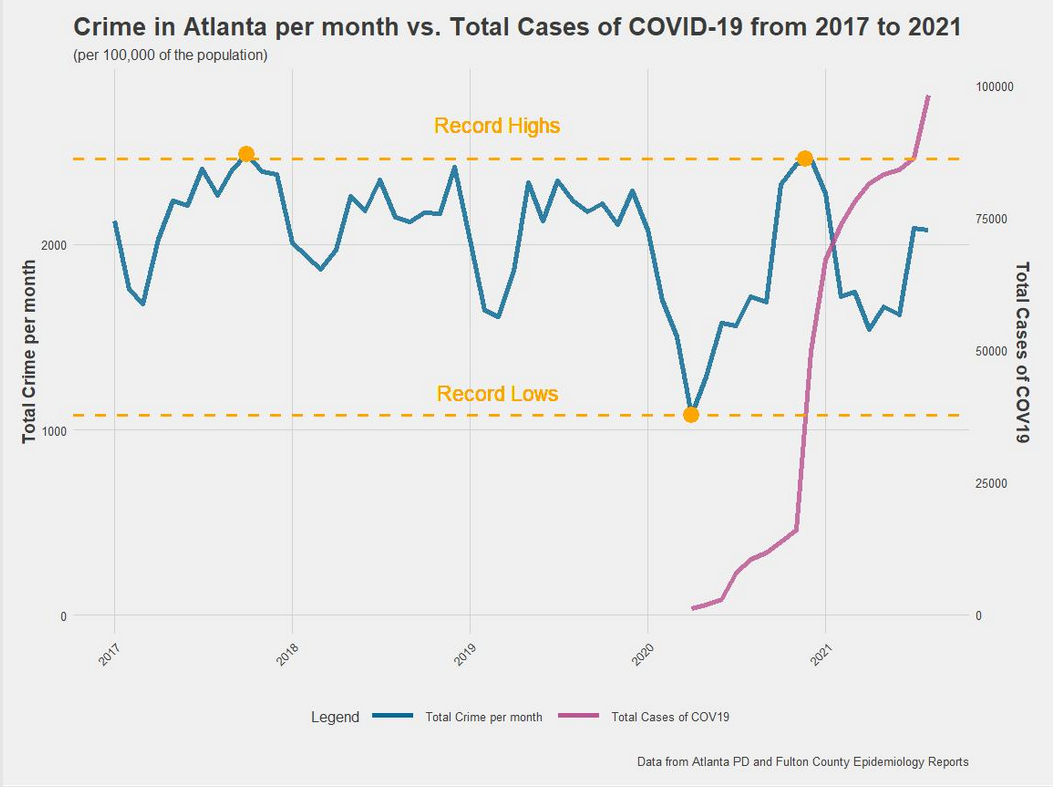 Crime in Atlanta per month vs. Total Cases of COVID-19 from 2017 to 2021
(per 100,000 of the population)
Record Highs
Record Lows
Total Crime per month
2000
1000
0
100000
75000
50000
25000
0
Total Cases of COV19
2017
2018
2019
2020
2021
Legend
Total Crime per month
Total Cases of COV19
Data from Atlanta PD and Fulton County Epidemiology Reports